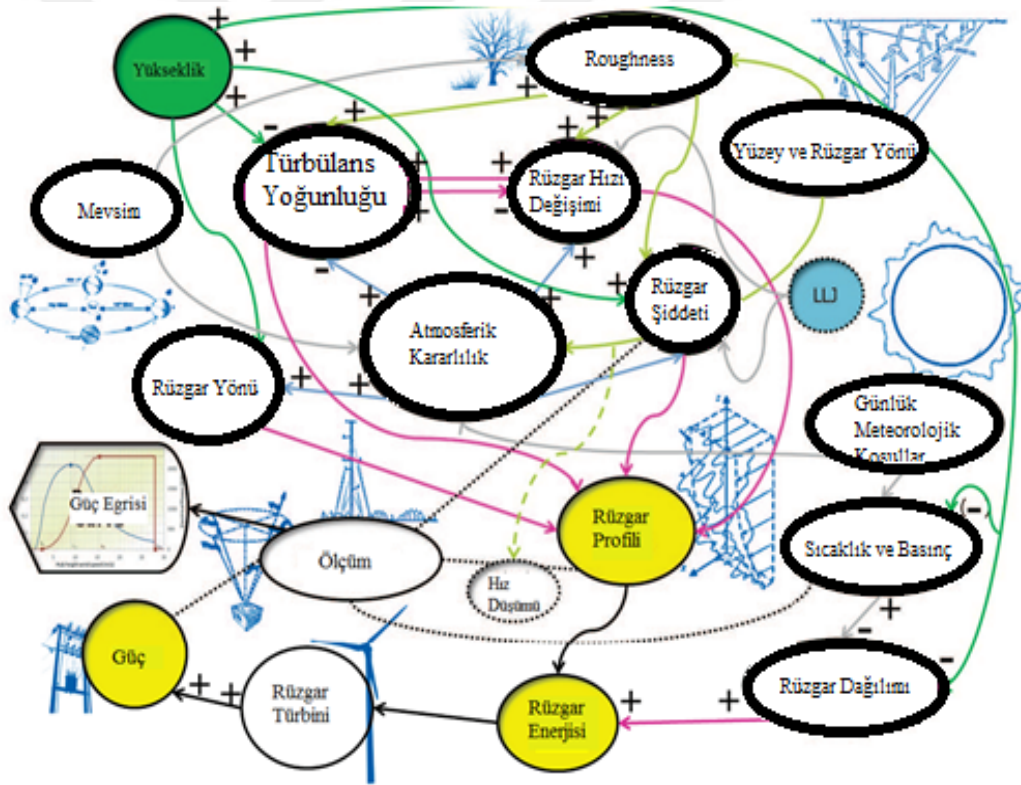 Yükseklik
Roughness
Türbülans
Yoğunluğu
Rüzgar Hızı
Değişimi
Yüzey ve Rüzgar Yönü
Mevsim
Rüzgar
Şiddeti
LLJ
Atmosferik
Kararlılık
Rüzgar Yönü
Günlük
Meteorolojik
Koşullar
Güç Egrisi
Ölçüm
Rüzgar
Profili
Sıcaklık ve Basınç
(-)
Hız
Düşümü
Güç
Rüzgar
Türbini
Rüzgar
Enerjisi
Rüzgar Dağılımı